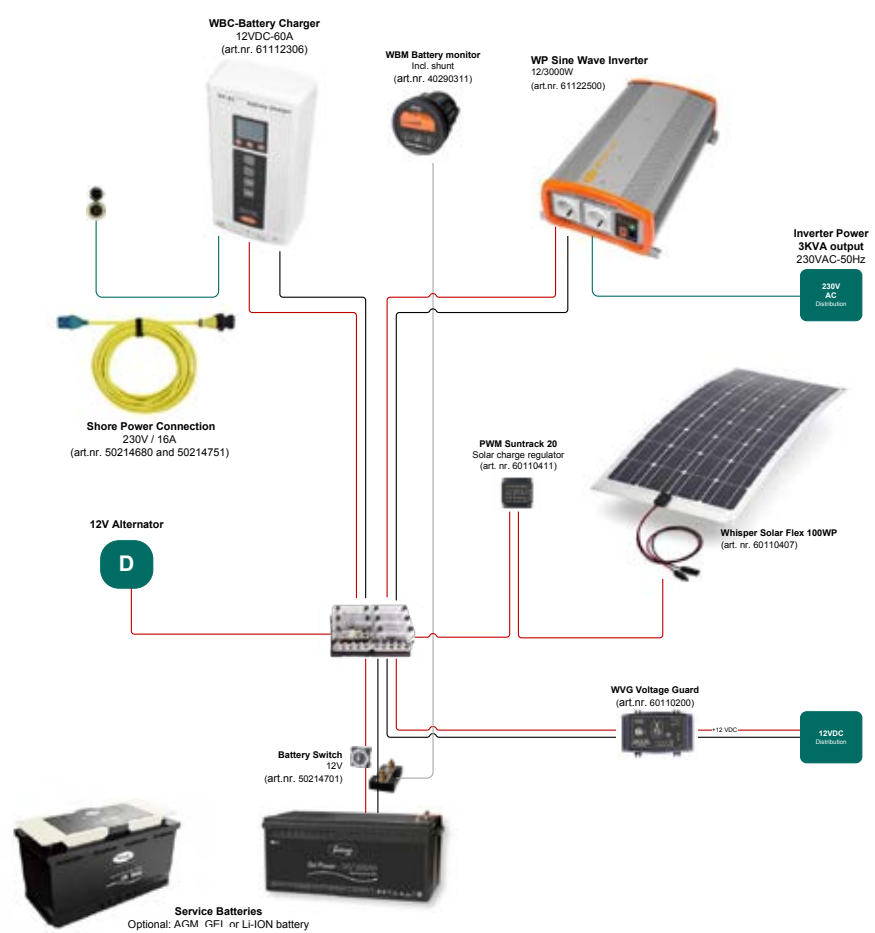 WBC-Battery Charger
12VDC-60A
(art.nr. 61112306)
WBM Battery monitor
Incl. shunt
(art.nr. 40290311)
WP Sine Wave Inverter
12/3000W
(art.nr. 61122500)
Battery Charger
Inverter Power
3KVA output
230VAC-50Hz
230V
AC
Distribution
Shore Power Connection
230V / 16A
(art.nr. 50214680 and 50214751)
PWM Suntrack 20
Solar charge regulator
(art. nr. 60110411)
Whisper Solar Flex 100WP
(art. nr. 60110407)
12V Alternator
D
WVG Voltage Guard
(art.nr. 60110200)
+12 VDC
12VDC
Distribution
Battery Switch
12V
(art.nr. 50214701)
Service Batteries
Optional: AGM, GEL or Li-ION battery